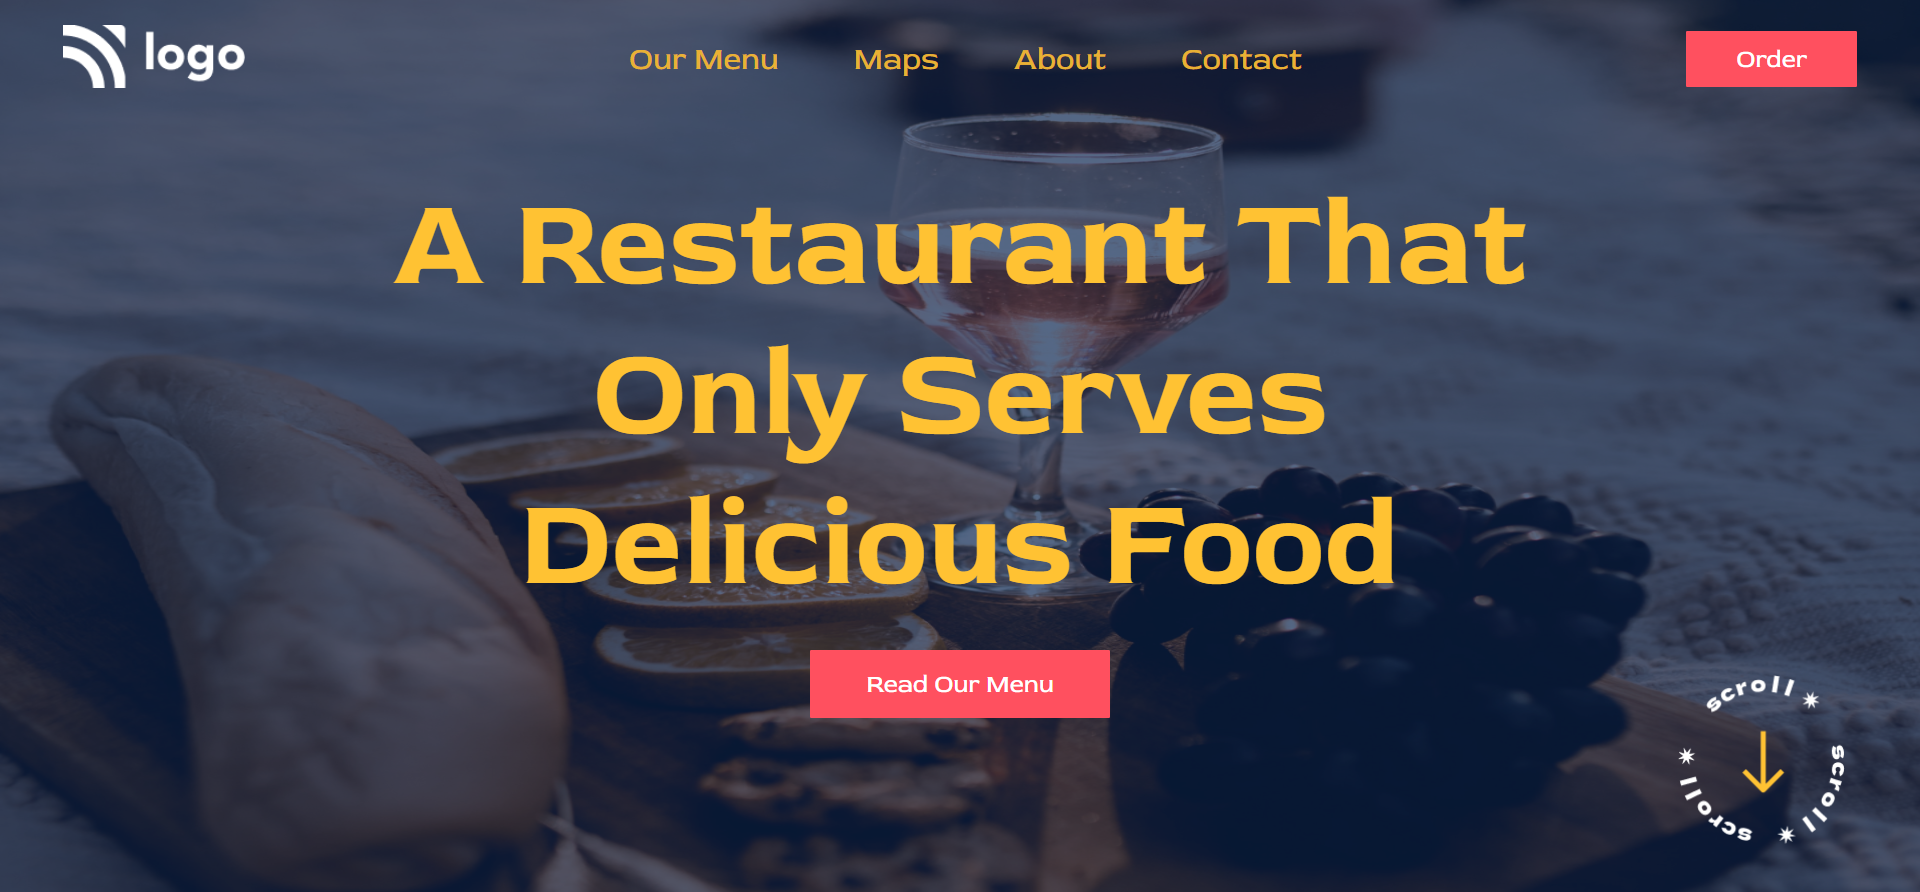 logo
Our Menu Maps About Contact
Order
A Restaurant That
Only Serves
Delicious Food
Read Our Menu
scroll
scroll
scroll